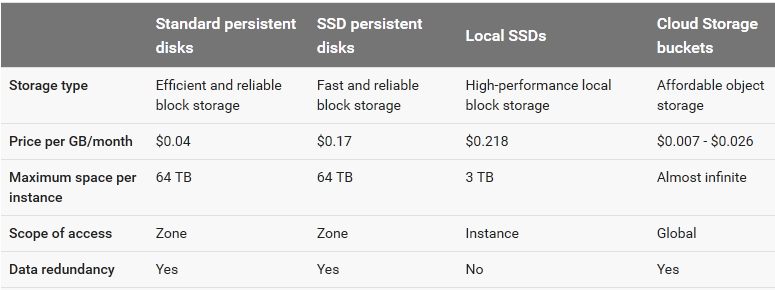 Standard persistent disks | SSD persistent disks | Local SSDs | Cloud Storage buckets
Storage type | Efficient and reliable block storage | Fast and reliable block storage | High-performance local block storage | Affordable object storage
Price per GB/month | $0.04 | $0.17 | $0.218 | $0.007 - $0.026
Maximum space per instance | 64 TB | 64 TB | 3 TB | Almost infinite
Scope of access | Zone | Zone | Instance | Global
Data redundancy | Yes | Yes | No | Yes